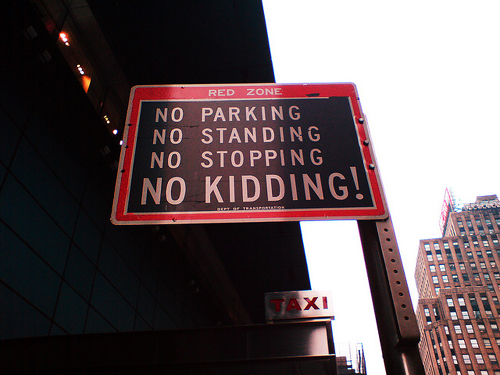 RED ZONE
NO PARKING
NO STANDING
NO STOPPING
NO KIDDING!
DEPT OF TRANSPORTATION
TAXI